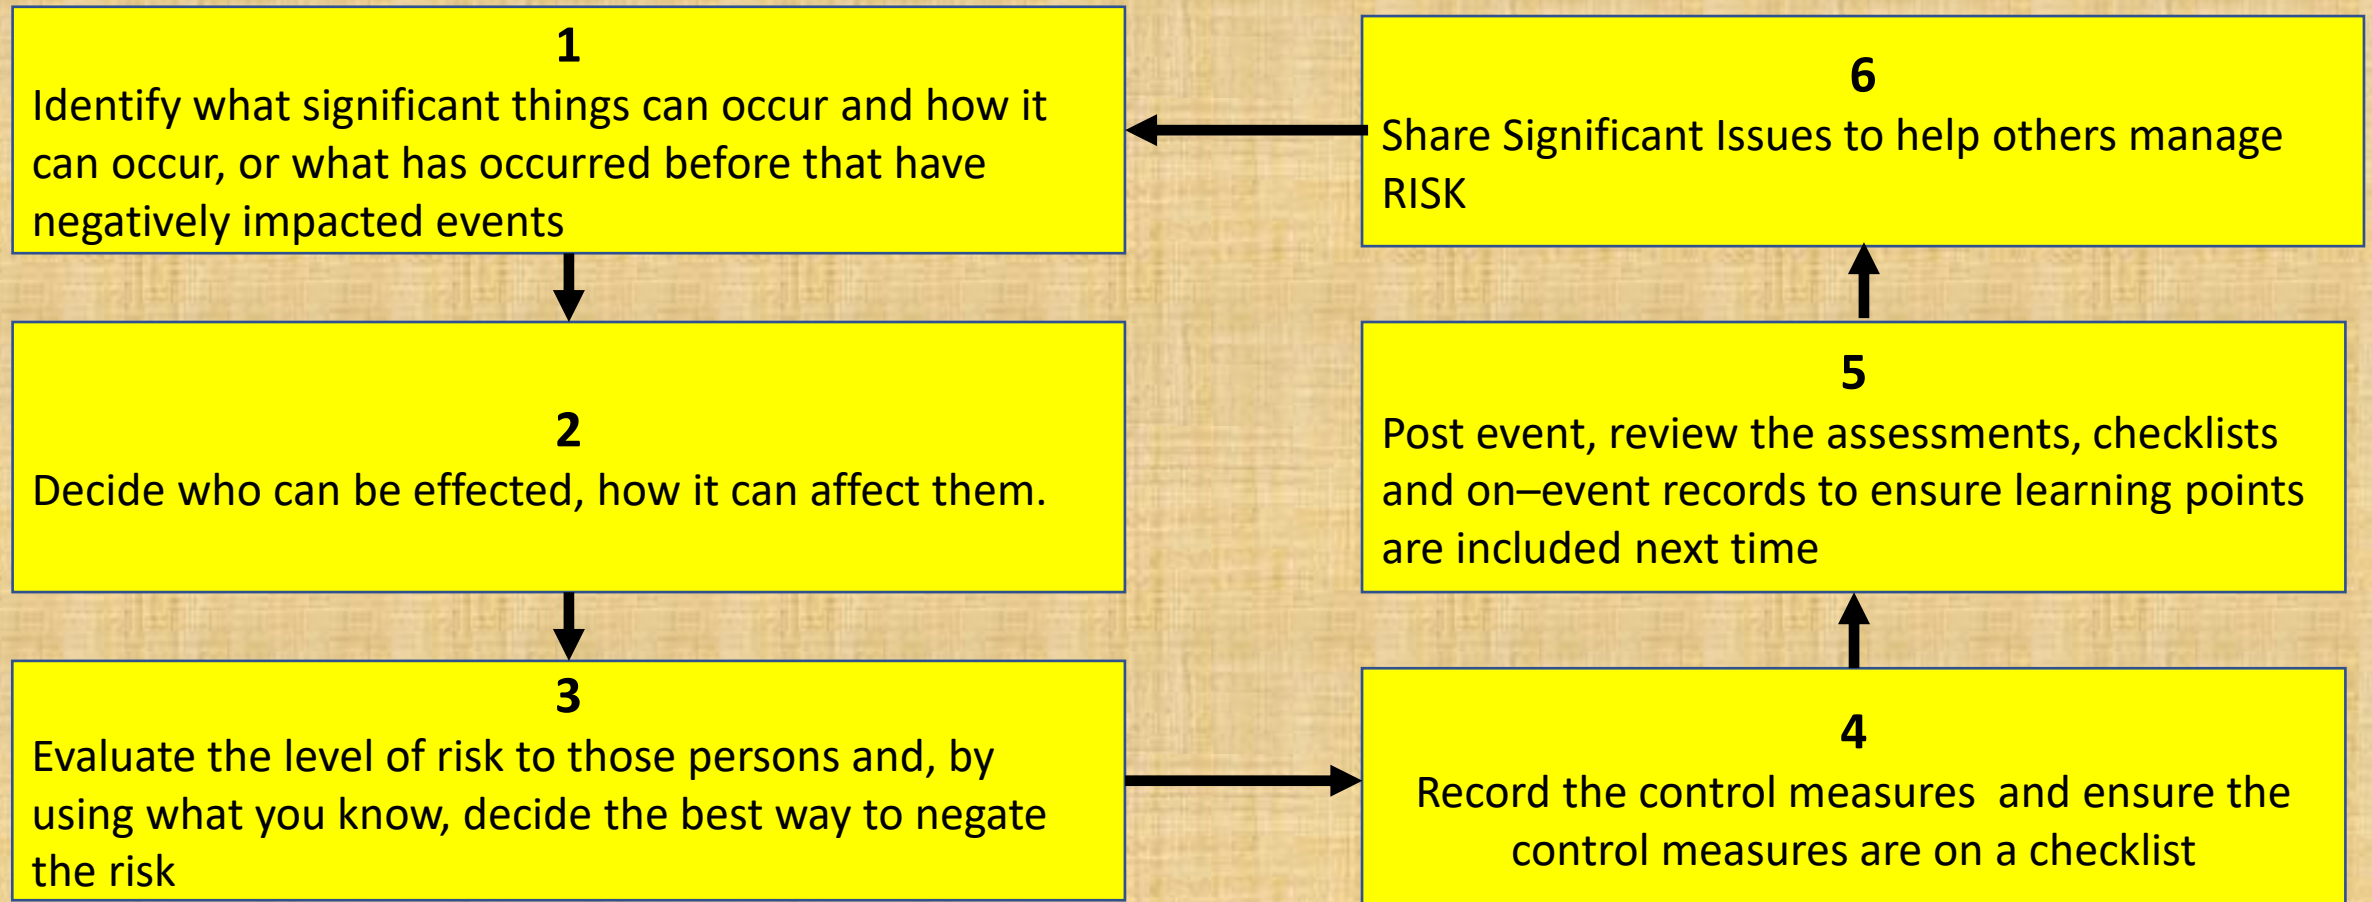 1
Identify what significant things can occur and how it
can occur, or what has occurred before that have
negatively impacted events
2
Decide who can be effected, how it can affect them.
3
Evaluate the level of risk to those persons and, by
using what you know, decide the best way to negate
the risk
4
Record the control measures  and ensure the
control measures are on a checklist
5
Post event, review the assessments, checklists
and on–event records to ensure learning points
are included next time
6
Share Significant Issues to help others manage
RISK